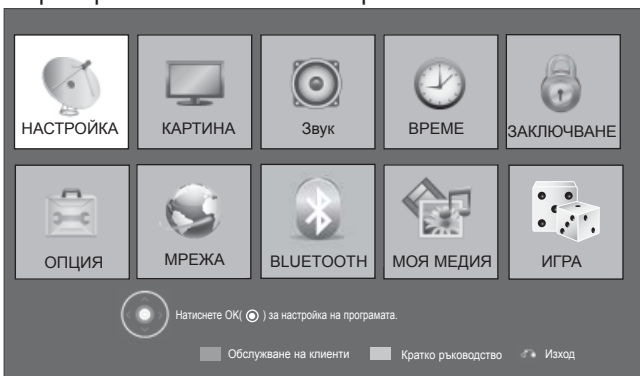 НАСТРОЙКА КАРТИНА Звук ВРЕМЕ ЗАКЛЮЧВАНЕ
ОПЦИЯ МРЕЖА BLUETOOTH МОЯ МЕДИЯ ИГРА
Натиснете OK( ) за настройка на програмата.
Обслужване на клиенти Кратко ръководство Изход